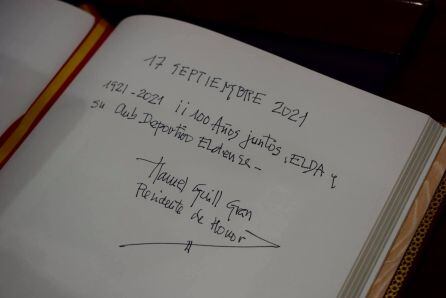 17 SEPTIEMBRE 2021
1921-2021 ¡¡ 100 Años juntos, ELDA y
su Club Deportivo Eldense-
Manuel Guill Gran
Presidente de Honor